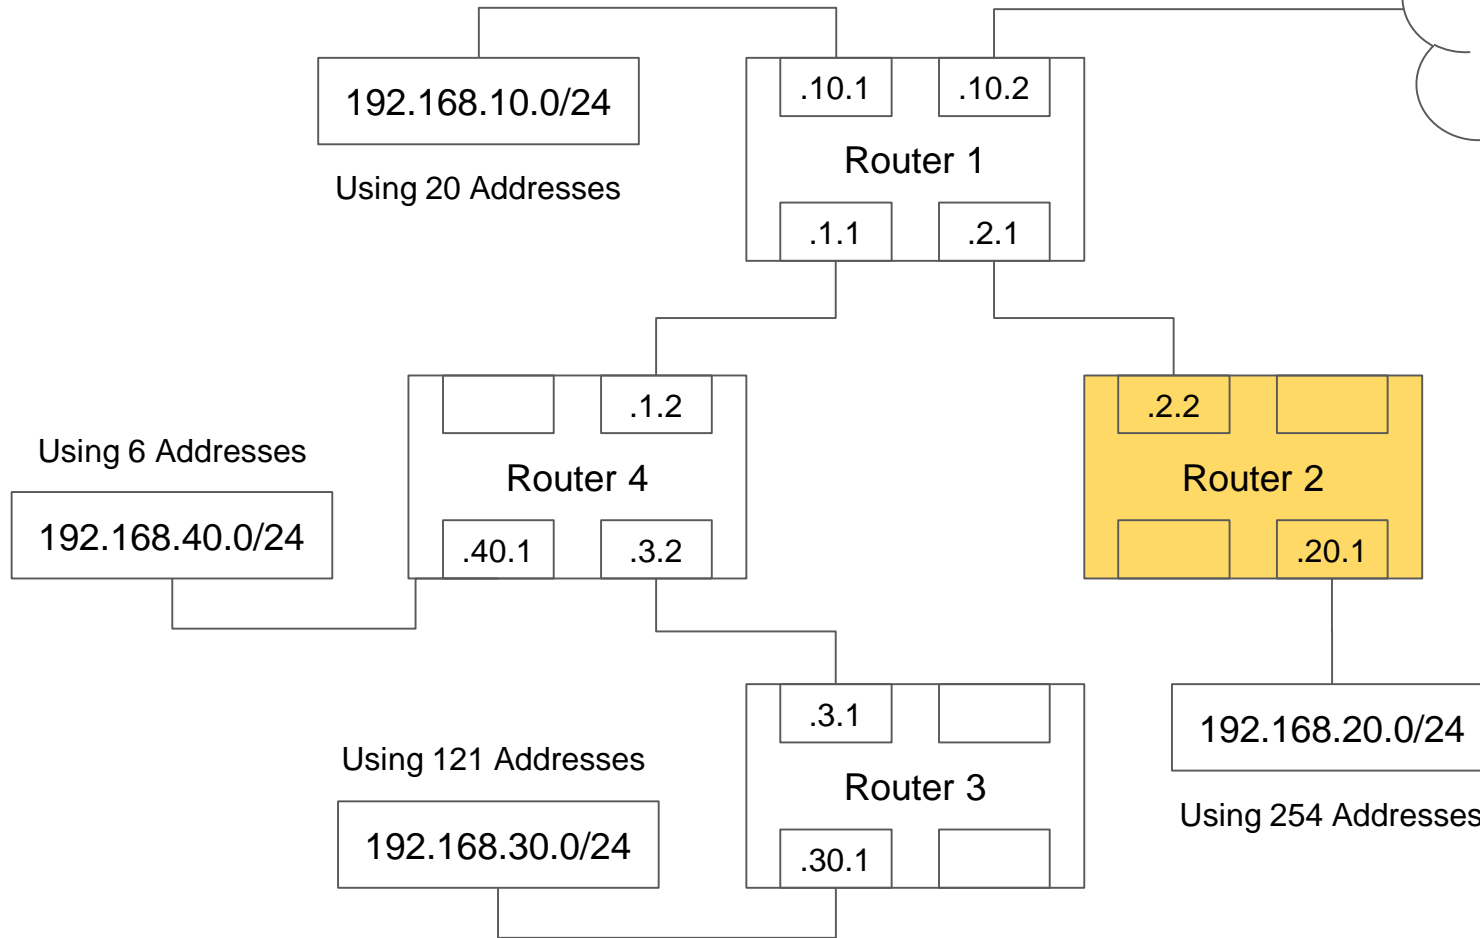 192.168.10.0/24
Using 20 Addresses
.10.1
.10.2
Router 1
.1.1
.2.1
Using 6 Addresses
192.168.40.0/24
.1.2
Router 4
.40.1
.3.2
.2.2
Router 2
.20.1
192.168.20.0/24
Using 254 Addresses
Using 121 Addresses
192.168.30.0/24
.3.1
Router 3
.30.1